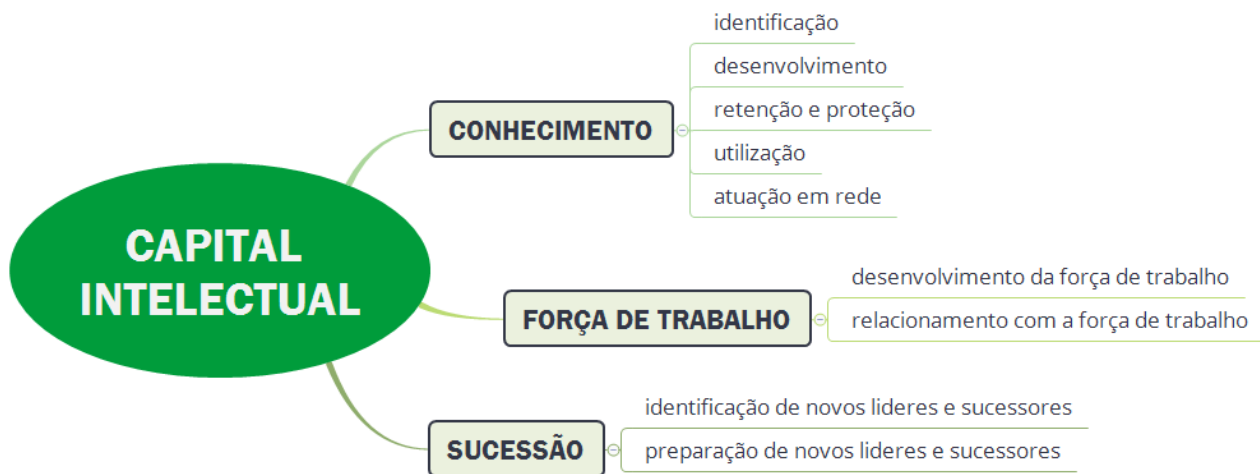 CAPITAL
INTELECTUAL
CONHECIMENTO
identificação
desenvolvimento
retenção e proteção
utilização
atuação em rede
FORÇA DE TRABALHO
desenvolvimento da força de trabalho
relacionamento com a força de trabalho
SUCESSÃO
identificação de novos lideres e sucessores
preparação de novos lideres e sucessores